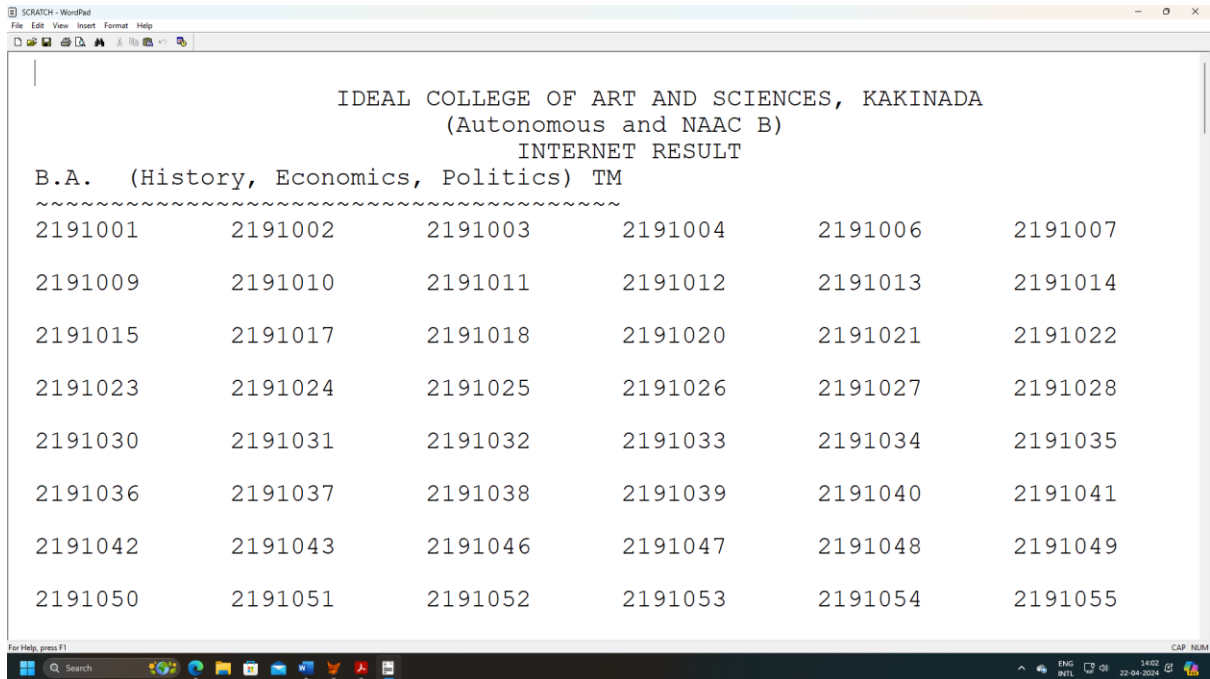 SCRATCH - WordPad
File Edit View Insert Format Help
IDEAL COLLEGE OF ART AND SCIENCES, KAKINADA
(Autonomous and NAAC B)
INTERNET RESULT
B.A. (History, Economics, Politics) TM
~~~~~~~~~~~~~~~~~~~~~~~~~~~~~~~~~~~~~~~
2191001 2191002 2191003 2191004 2191006 2191007
2191009 2191010 2191011 2191012 2191013 2191014
2191015 2191017 2191018 2191020 2191021 2191022
2191023 2191024 2191025 2191026 2191027 2191028
2191030 2191031 2191032 2191033 2191034 2191035
2191036 2191037 2191038 2191039 2191040 2191041
2191042 2191043 2191046 2191047 2191048 2191049
2191050 2191051 2191052 2191053 2191054 2191055
For Help, press F1 CAP NUM
Search ENG 14:02
INTL 22-04-2024